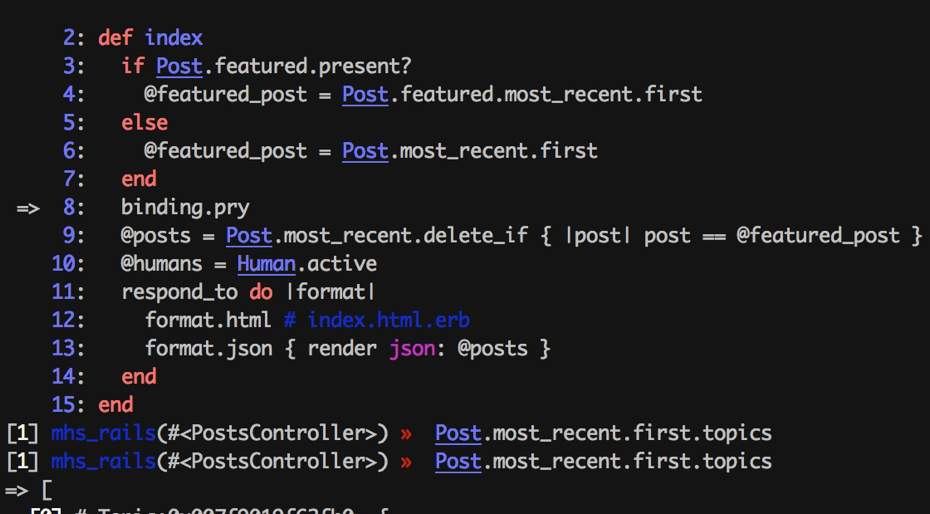 2: def index
3:   if Post.featured.present?
4:     @featured_post = Post.featured.most_recent.first
5:   else
6:     @featured_post = Post.most_recent.first
7:   end
=>  8:   binding.pry
9:   @posts = Post.most_recent.delete_if { |post| post == @featured_post }
10:   @humans = Human.active
11:   respond_to do |format|
12:     format.html # index.html.erb
13:     format.json { render json: @posts }
14:   end
15: end
[1] mhs_rails(#<PostsController>) »  Post.most_recent.first.topics
[1] mhs_rails(#<PostsController>) »  Post.most_recent.first.topics
=> [